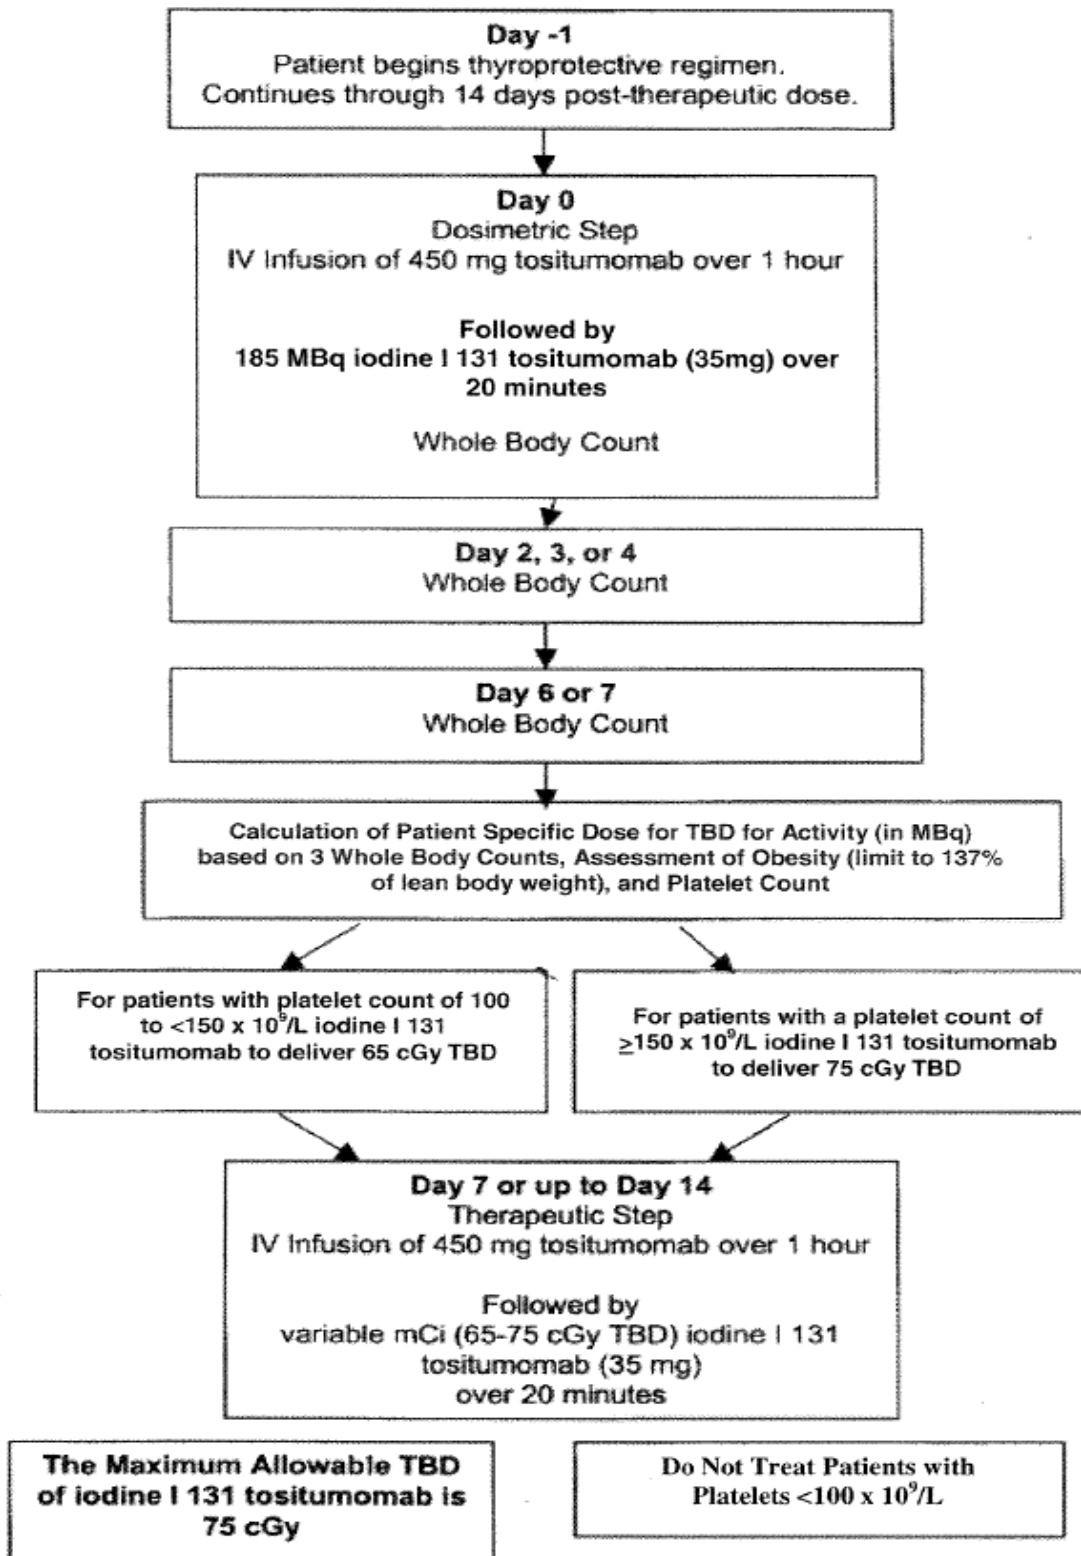 Day -1
Patient begins thyroprotective regimen.
Continues through 14 days post-therapeutic dose.
Day 0
Dosimetric Step
IV Infusion of 450 mg tositumomab over 1 hour
Followed by
185 MBq iodine I 131 tositumomab (35mg) over
20 minutes
Whole Body Count
Day 2, 3, or 4
Whole Body Count
Day 6 or 7
Whole Body Count
Calculation of Patient Specific Dose for TBD for Activity (in MBq)
based on 3 Whole Body Counts, Assessment of Obesity (limit to 137%
of lean body weight), and Platelet Count
For patients with platelet count of 100
to <150 x 10⁹/L iodine I 131
tositumomab to deliver 65 cGy TBD
For patients with a platelet count of
≥150 x 10⁹/L iodine I 131 tositumomab
to deliver 75 cGy TBD
Day 7 or up to Day 14
Therapeutic Step
IV Infusion of 450 mg tositumomab over 1 hour
Followed by
variable mCi (65-75 cGy TBD) iodine I 131
tositumomab (35 mg)
over 20 minutes
The Maximum Allowable TBD
of iodine I 131 tositumomab is
75 cGy
Do Not Treat Patients with
Platelets <100 x 10⁹/L